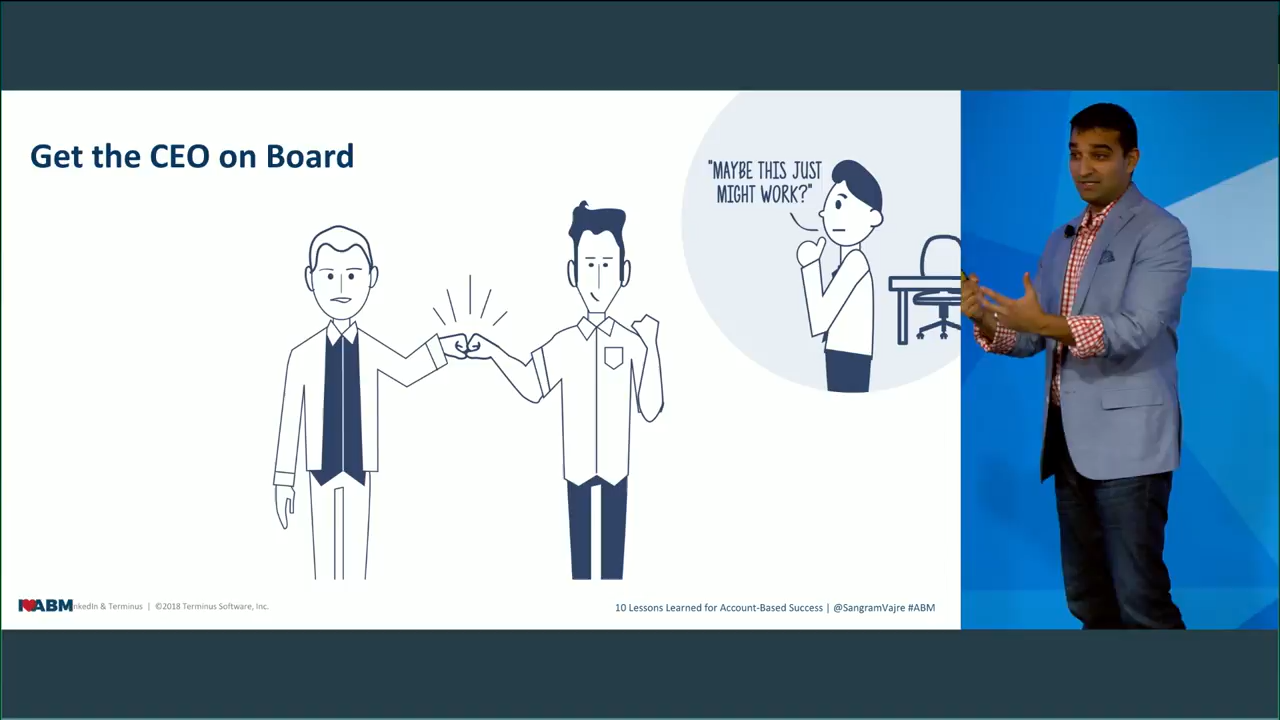 Get the CEO on Board
"MAYBE THIS JUST
MIGHT WORK?"
ABM
nkedIn & Terminus | ©2018 Terminus Software, Inc.
10 Lessons Learned for Account-Based Success | @SangramVajre #ABM